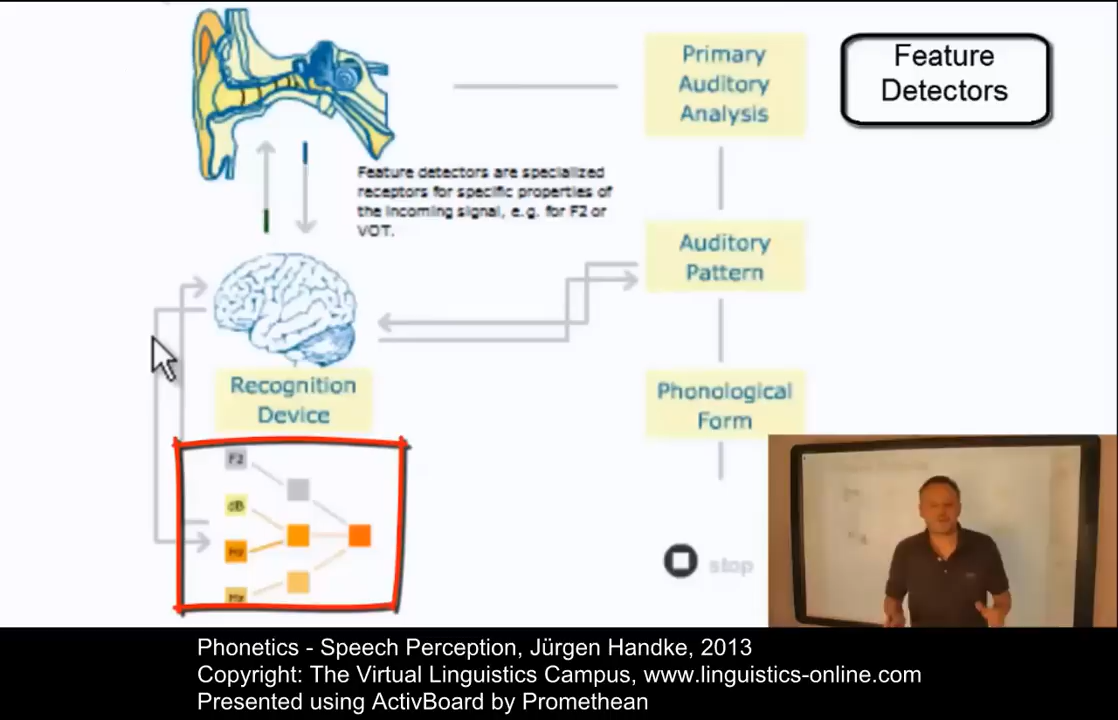 Primary
Auditory
Analysis
Feature
Detectors
Feature detectors are specialized
receptors for specific properties of
the incoming signal, e.g. for F2 or
VOT.
Auditory
Pattern
Recognition
Device
Phonological
Form
F2
dB
Hz
Hz
stop
Phonetics - Speech Perception, Jürgen Handke, 2013
Copyright: The Virtual Linguistics Campus, www.linguistics-online.com
Presented using ActivBoard by Promethean